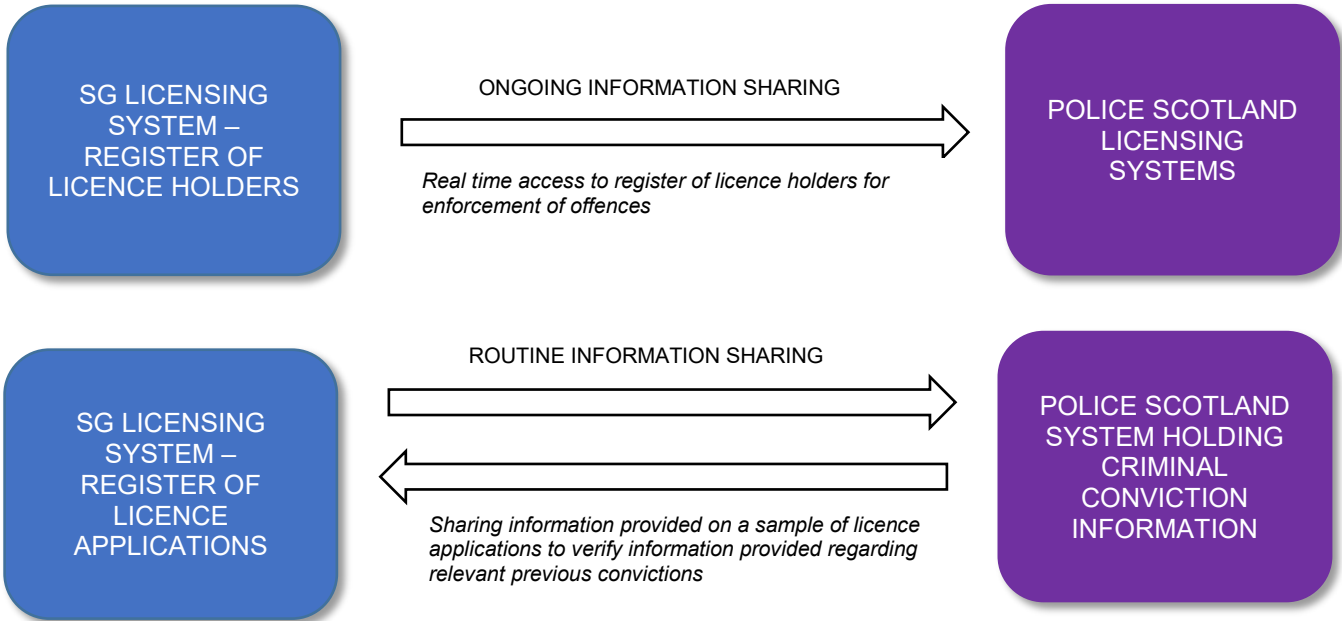 SG LICENSING
SYSTEM –
REGISTER OF
LICENCE HOLDERS
ONGOING INFORMATION SHARING
Real time access to register of licence holders for
enforcement of offences
POLICE SCOTLAND
LICENSING
SYSTEMS
SG LICENSING
SYSTEM –
REGISTER OF
LICENCE
APPLICATIONS
ROUTINE INFORMATION SHARING
Sharing information provided on a sample of licence
applications to verify information provided regarding
relevant previous convictions
POLICE SCOTLAND
SYSTEM HOLDING
CRIMINAL
CONVICTION
INFORMATION